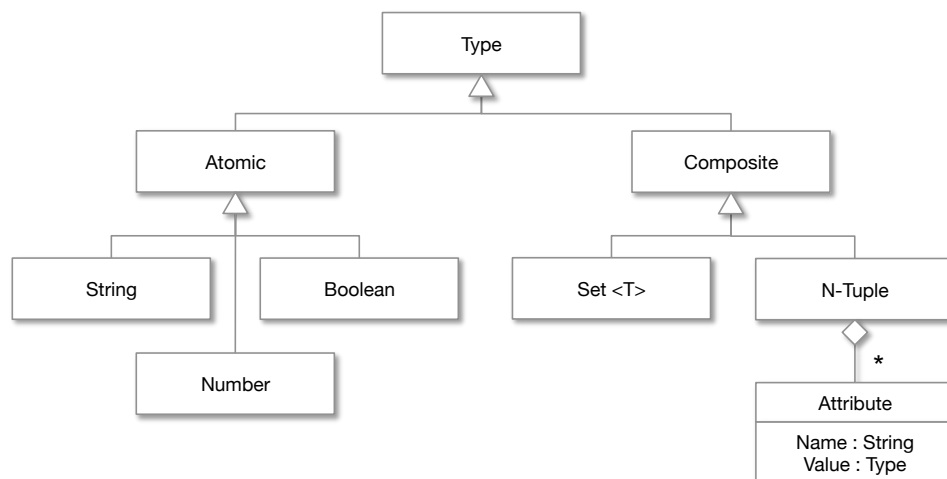 Type
Atomic
Composite
String
Boolean
Set <T>
N-Tuple
Number
*
Attribute
Name : String
Value : Type